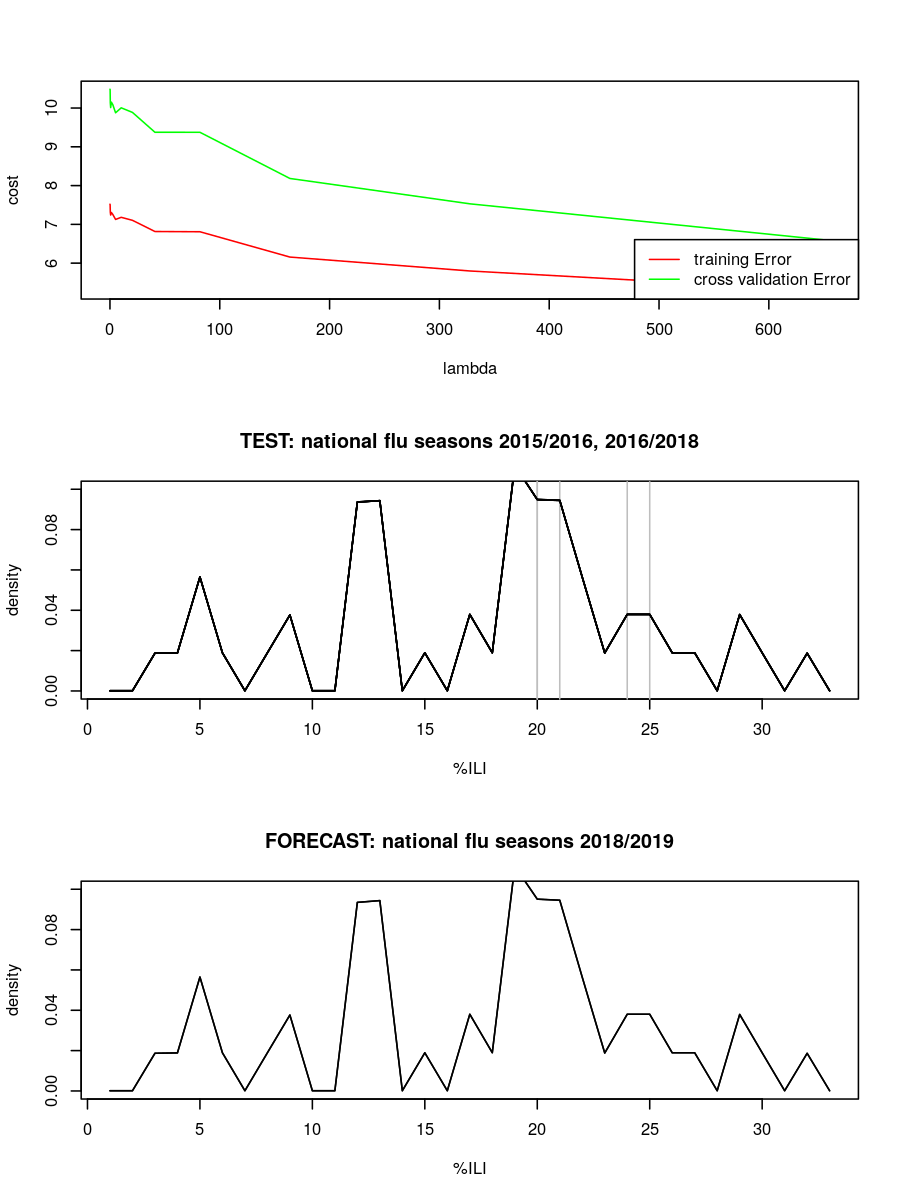 cost
6 7 8 9 10
0 100 200 300 400 500 600
lambda
training Error
cross validation Error
TEST: national flu seasons 2015/2016, 2016/2018
density
0.00 0.04 0.08
0 5 10 15 20 25 30
%ILI
FORECAST: national flu seasons 2018/2019
density
0.00 0.04 0.08
0 5 10 15 20 25 30
%ILI